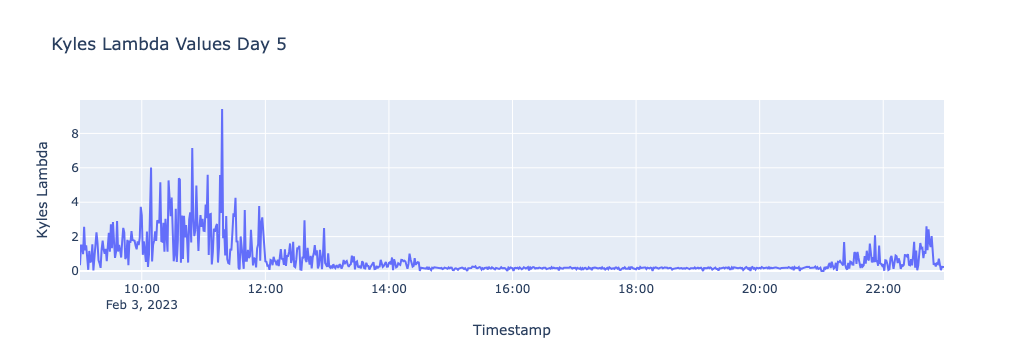 Kyles Lambda Values Day 5
Kyles Lambda
8
6
4
2
0
10:00 12:00 14:00 16:00 18:00 20:00 22:00
Feb 3, 2023
Timestamp